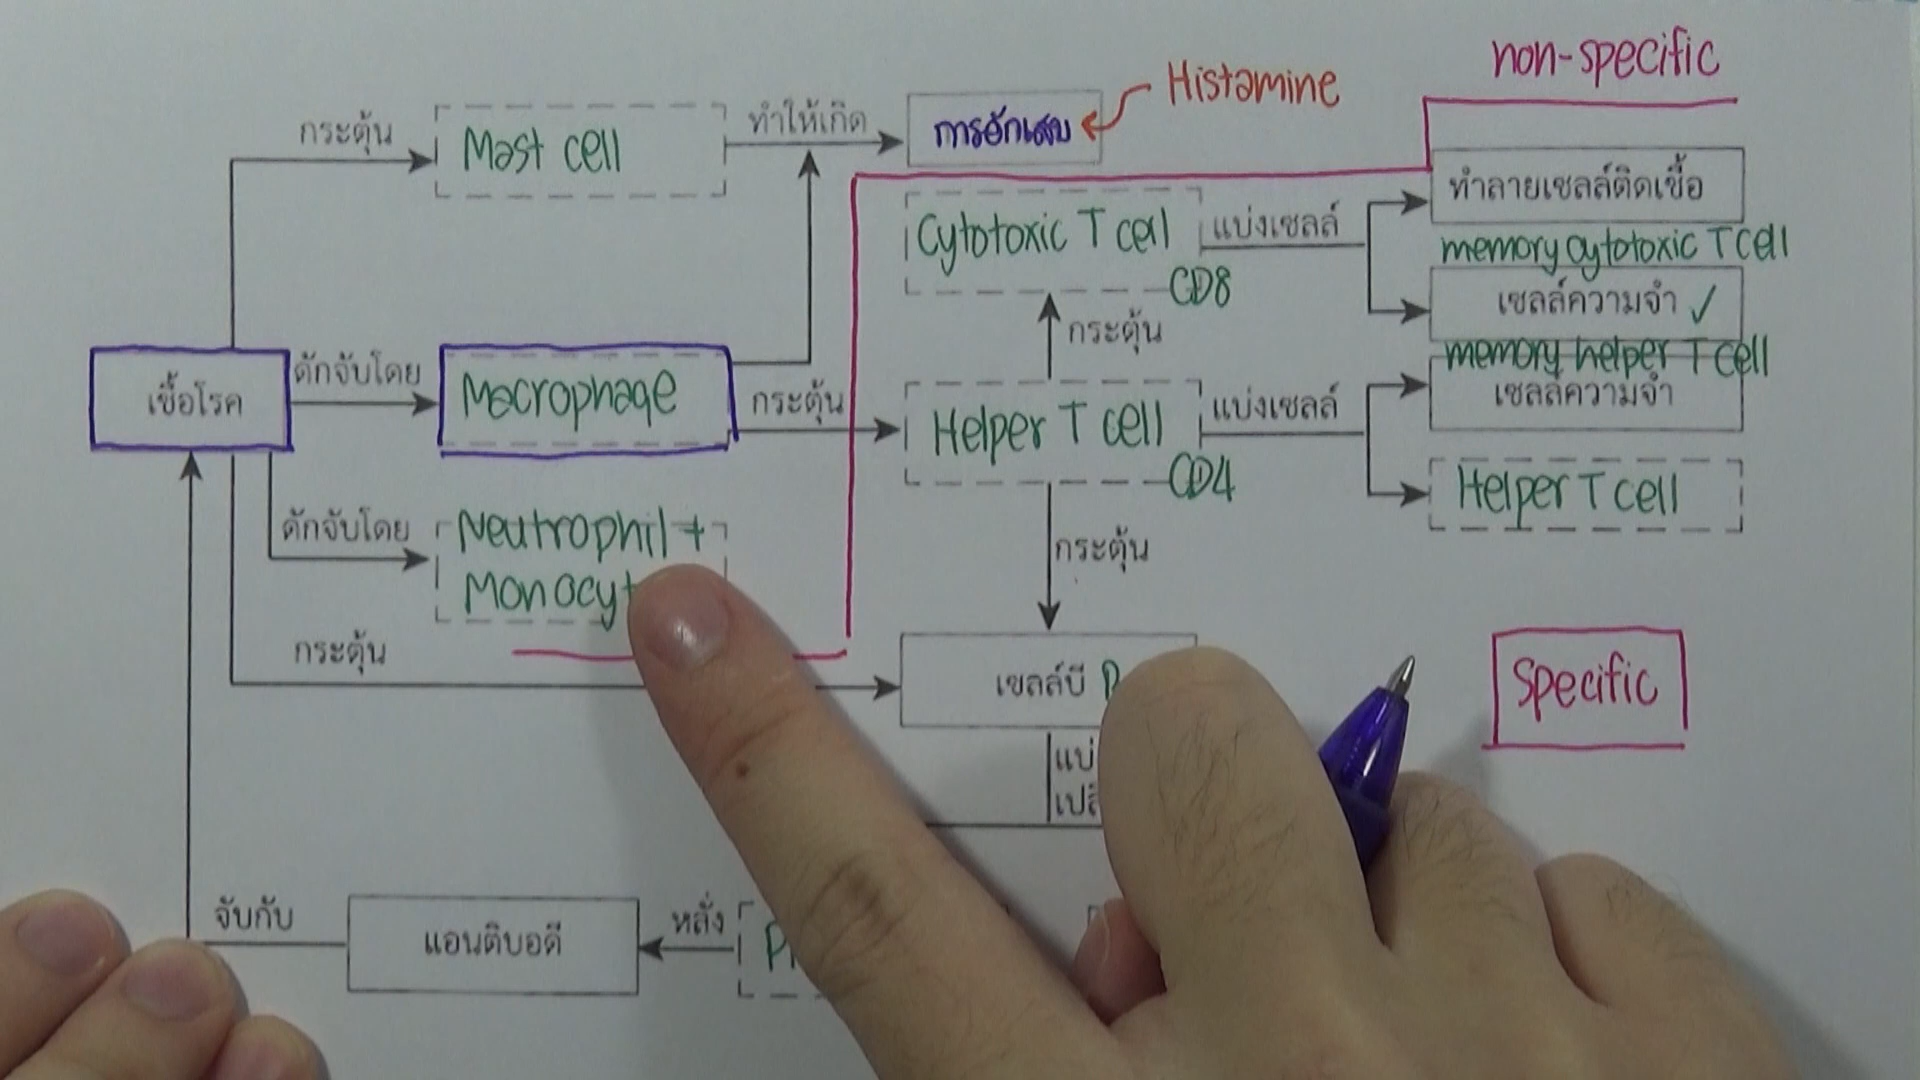 non-specific
Histamine
กระตุ้น
Mast cell
ทำให้เกิด
การอักเสบ
Cytotoxic T cell
CD8
แบ่งเซลล์
ทำลายเซลล์ติดเชื้อ
memory cytotoxic T cell
เซลล์ความจำ ✓
กระตุ้น
memory helper T cell
เซลล์ความจำ
เชื้อโรค
ดักจับโดย
Macrophage
กระตุ้น
Helper T cell
CD4
แบ่งเซลล์
Helper T cell
ดักจับโดย
Neutrophil +
กระตุ้น
กระตุ้น
เซลล์บี
Specific
จับกับ
แอนติบอดี
หลั่ง